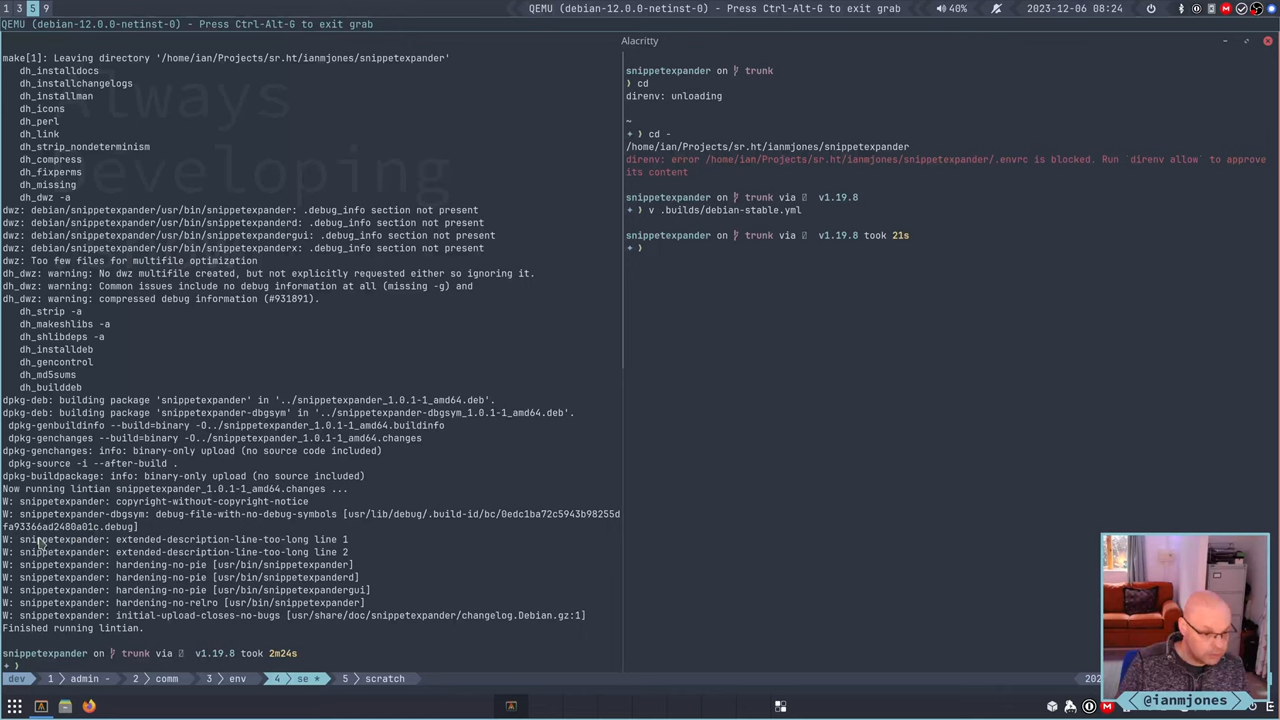 1 3 5 9
QEMU (debian-12.0.0-netinst-0) - Press Ctrl-Alt-G to exit grab
40%
2023-12-06 08:24
QEMU (debian-12.0.0-netinst-0) - Press Ctrl-Alt-G to exit grab
Alacritty
Always
Developing
make[1]: Leaving directory '/home/ian/Projects/sr.ht/ianmjones/snippetexpander'
dh_installdocs
dh_installchangelogs
dh_installman
dh_icons
dh_perl
dh_link
dh_strip_nondeterminism
dh_compress
dh_fixperms
dh_missing
dh_dwz -a
dwz: debian/snippetexpander/usr/bin/snippetexpander: .debug_info section not present
dwz: debian/snippetexpander/usr/bin/snippetexpanderd: .debug_info section not present
dwz: debian/snippetexpander/usr/bin/snippetexpandergui: .debug_info section not present
dwz: debian/snippetexpander/usr/bin/snippetexpanderx: .debug_info section not present
dwz: Too few files for multifile optimization
dh_dwz: warning: No dwz multifile created, but not explicitly requested either so ignoring it.
dh_dwz: warning: Common issues include no debug information at all (missing -g) and
dh_dwz: warning: compressed debug information (#931891).
dh_strip -a
dh_makeshlibs -a
dh_shlibdeps -a
dh_installdeb
dh_gencontrol
dh_md5sums
dh_builddeb
dpkg-deb: building package 'snippetexpander' in '../snippetexpander_1.0.1-1_amd64.deb'.
dpkg-deb: building package 'snippetexpander-dbgsym' in '../snippetexpander-dbgsym_1.0.1-1_amd64.deb'.
dpkg-genbuildinfo --build=binary -O../snippetexpander_1.0.1-1_amd64.buildinfo
dpkg-genchanges --build=binary -O../snippetexpander_1.0.1-1_amd64.changes
dpkg-genchanges: info: binary-only upload (no source code included)
dpkg-source -i --after-build .
dpkg-buildpackage: info: binary-only upload (no source included)
Now running lintian snippetexpander_1.0.1-1_amd64.changes ...
W: snippetexpander: copyright-without-copyright-notice
W: snippetexpander-dbgsym: debug-file-with-no-debug-symbols [usr/lib/debug/.build-id/bc/0edc1ba72c5943b98255d
fa93366ad2480a01c.debug]
W: snippetexpander: extended-description-line-too-long line 1
W: snippetexpander: extended-description-line-too-long line 2
W: snippetexpander: hardening-no-pie [usr/bin/snippetexpander]
W: snippetexpander: hardening-no-pie [usr/bin/snippetexpanderd]
W: snippetexpander: hardening-no-pie [usr/bin/snippetexpandergui]
W: snippetexpander: hardening-no-relro [usr/bin/snippetexpander]
W: snippetexpander: initial-upload-closes-no-bugs [usr/share/doc/snippetexpander/changelog.Debian.gz:1]
Finished running lintian.
snippetexpander on trunk via v1.19.8 took 2m24s
+ )
snippetexpander on trunk
) cd
direnv: unloading
~
+ ) cd -
/home/ian/Projects/sr.ht/ianmjones/snippetexpander
direnv: error /home/ian/Projects/sr.ht/ianmjones/snippetexpander/.envrc is blocked. Run `direnv allow` to approve
its content
snippetexpander on trunk via v1.19.8
+ ) v .builds/debian-stable.yml
snippetexpander on trunk via v1.19.8 took 21s
+ )
dev 1 admin - 2 comm 3 env 4 se * 5 scratch
202
@ianmjones